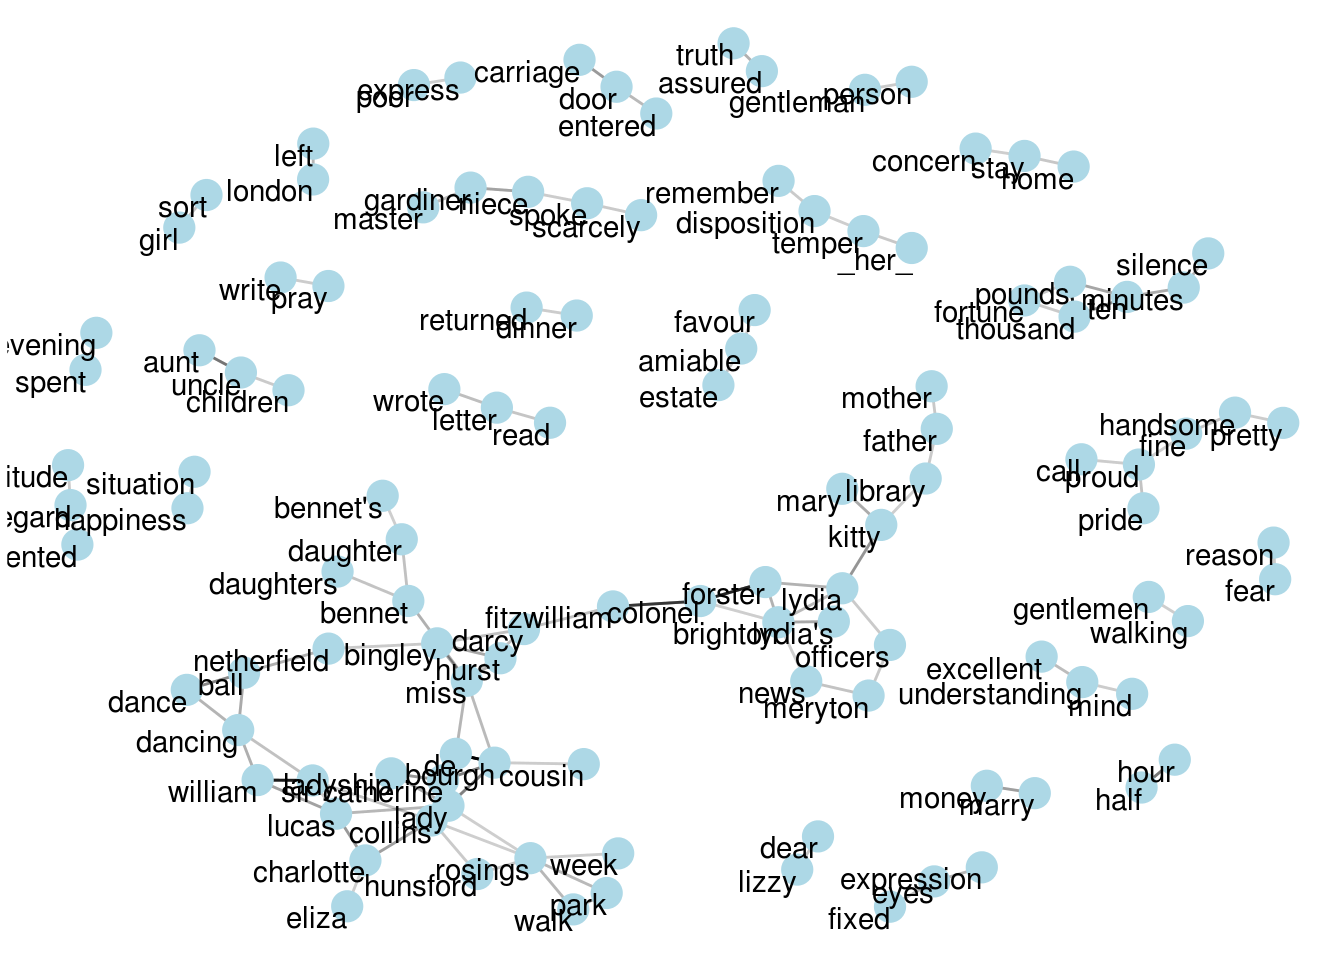 truth
carriage
express
poor
assured
door
person
gentleman
entered
left
concern
stay
home
london
remember
sort
gardiner
niece
master
spoke
scarcely
disposition
girl
temper
_her_
silence
write
pray
pounds
minutes
ten
fortune
thousand
returned
dinner
favour
evening
aunt
amiable
spent
uncle
children
estate
mother
wrote
letter
read
handsome
pretty
father
fine
call
proud
itude
situation
library
mary
egard
happiness
bennet's
pride
kitty
daughter
ented
reason
daughters
fear
forster
lydia
bennet
fitzwilliam
colonel
gentlemen
brighton
lydia's
walking
darcy
netherfield
bingley
officers
hurst
excellent
ball
miss
news
understanding
dance
meryton
mind
dancing
de
bourgh
cousin
hour
ladyship
william
sir
catherine
money
marry
half
lady
lucas
collins
dear
charlotte
rosings
week
hunsford
lizzy
expression
eyes
park
eliza
walk
fixed